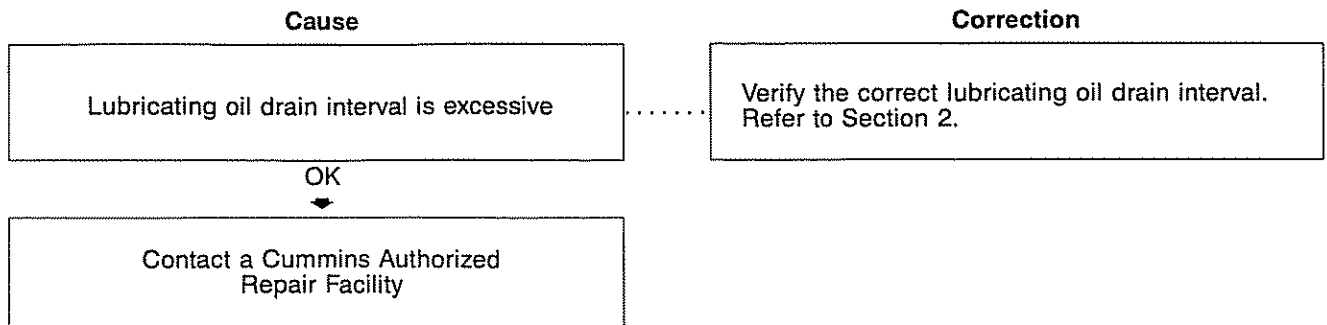 Cause
Correction
Lubricating oil drain interval is excessive
Verify the correct lubricating oil drain interval.
Refer to Section 2.
OK
Contact a Cummins Authorized
Repair Facility